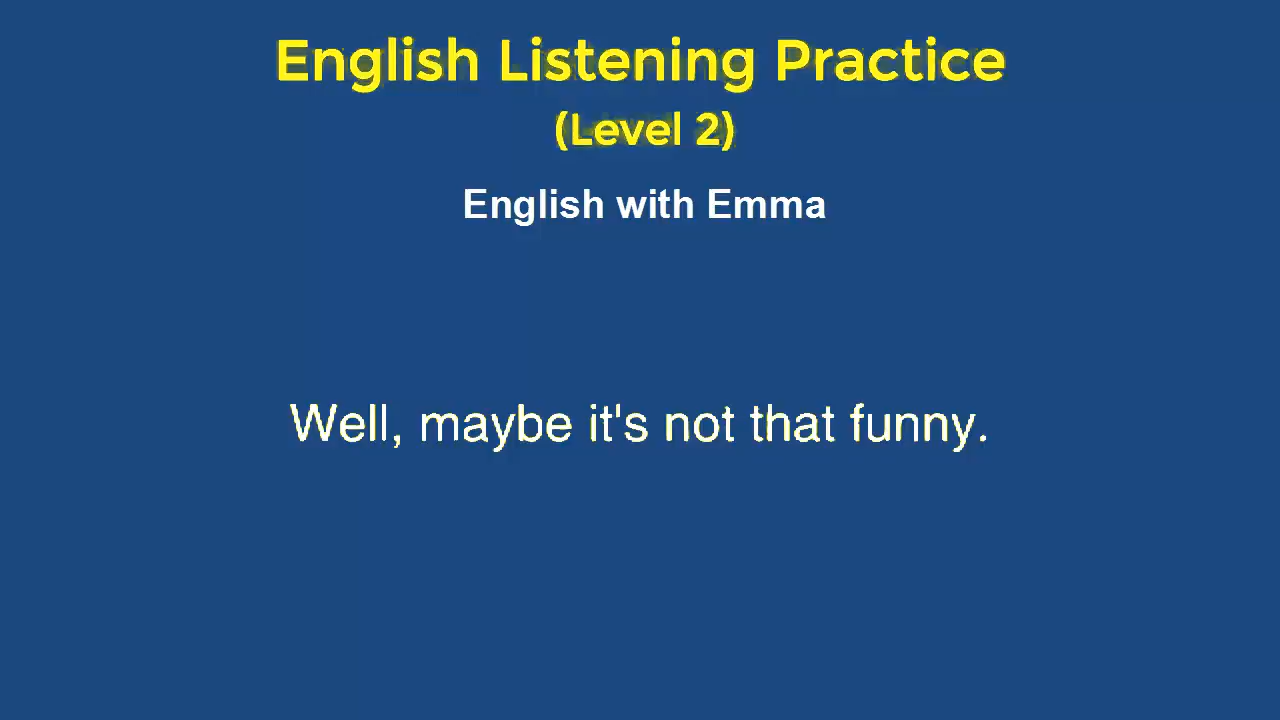 English Listening Practice
(Level 2)
English with Emma
Well, maybe it's not that funny.